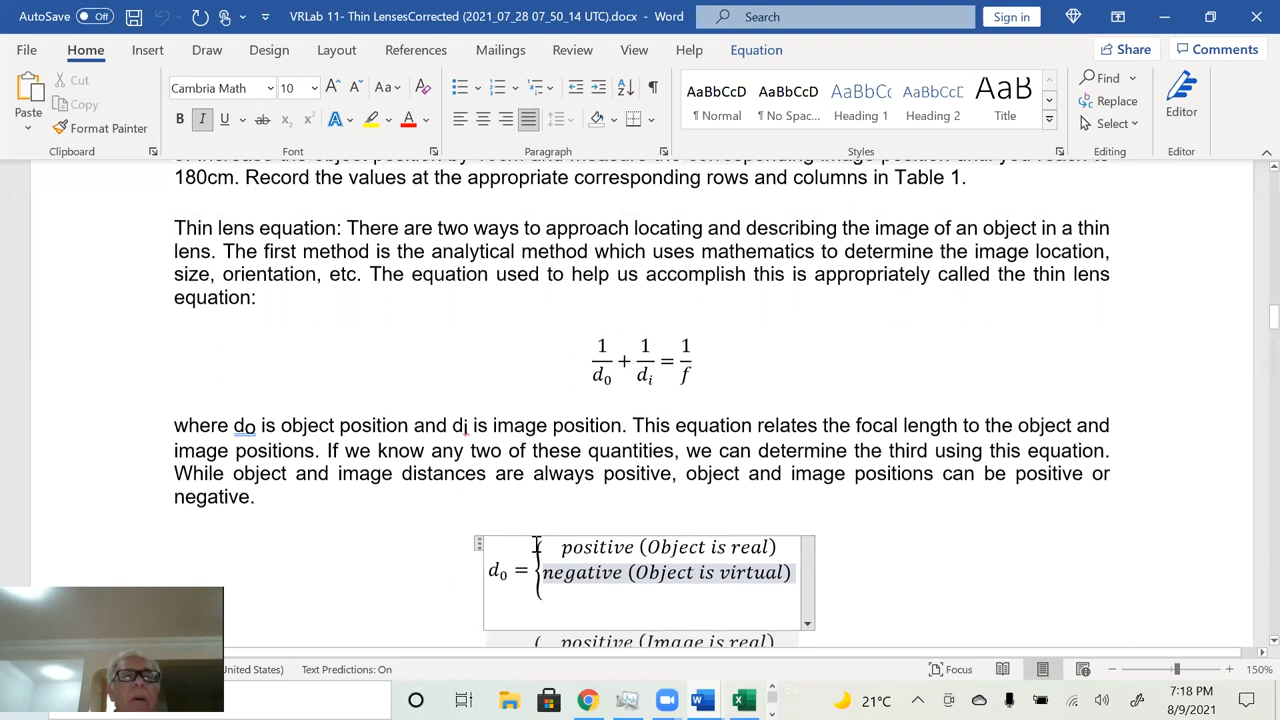 AutoSave Off
VRLab 11- Thin LensesCorrected (2021_07_28 07_50_14 UTC).docx - Word
Search
Sign in
File Home Insert Draw Design Layout References Mailings Review View Help Equation Share Comments
Paste
Cut
Copy
Format Painter
Clipboard
Cambria Math 10
Font
Paragraph
AaBbCcD AaBbCcD AaBbCc AaBbCcD AaB
¶ Normal ¶ No Spac... Heading 1 Heading 2 Title
Styles
Find
Replace
Select
Editing
Editor
Editor
180cm. Record the values at the appropriate corresponding rows and columns in Table 1.
Thin lens equation: There are two ways to approach locating and describing the image of an object in a thin
lens. The first method is the analytical method which uses mathematics to determine the image location,
size, orientation, etc. The equation used to help us accomplish this is appropriately called the thin lens
equation:
1/d₀ + 1/dᵢ = 1/f
where do is object position and di is image position. This equation relates the focal length to the object and
image positions. If we know any two of these quantities, we can determine the third using this equation.
While object and image distances are always positive, object and image positions can be positive or
negative.
d₀ = { positive (Object is real)
negative (Object is virtual)
positive (Image is real)
United States) Text Predictions: On Focus 150%
21°C
7:18 PM
8/9/2021